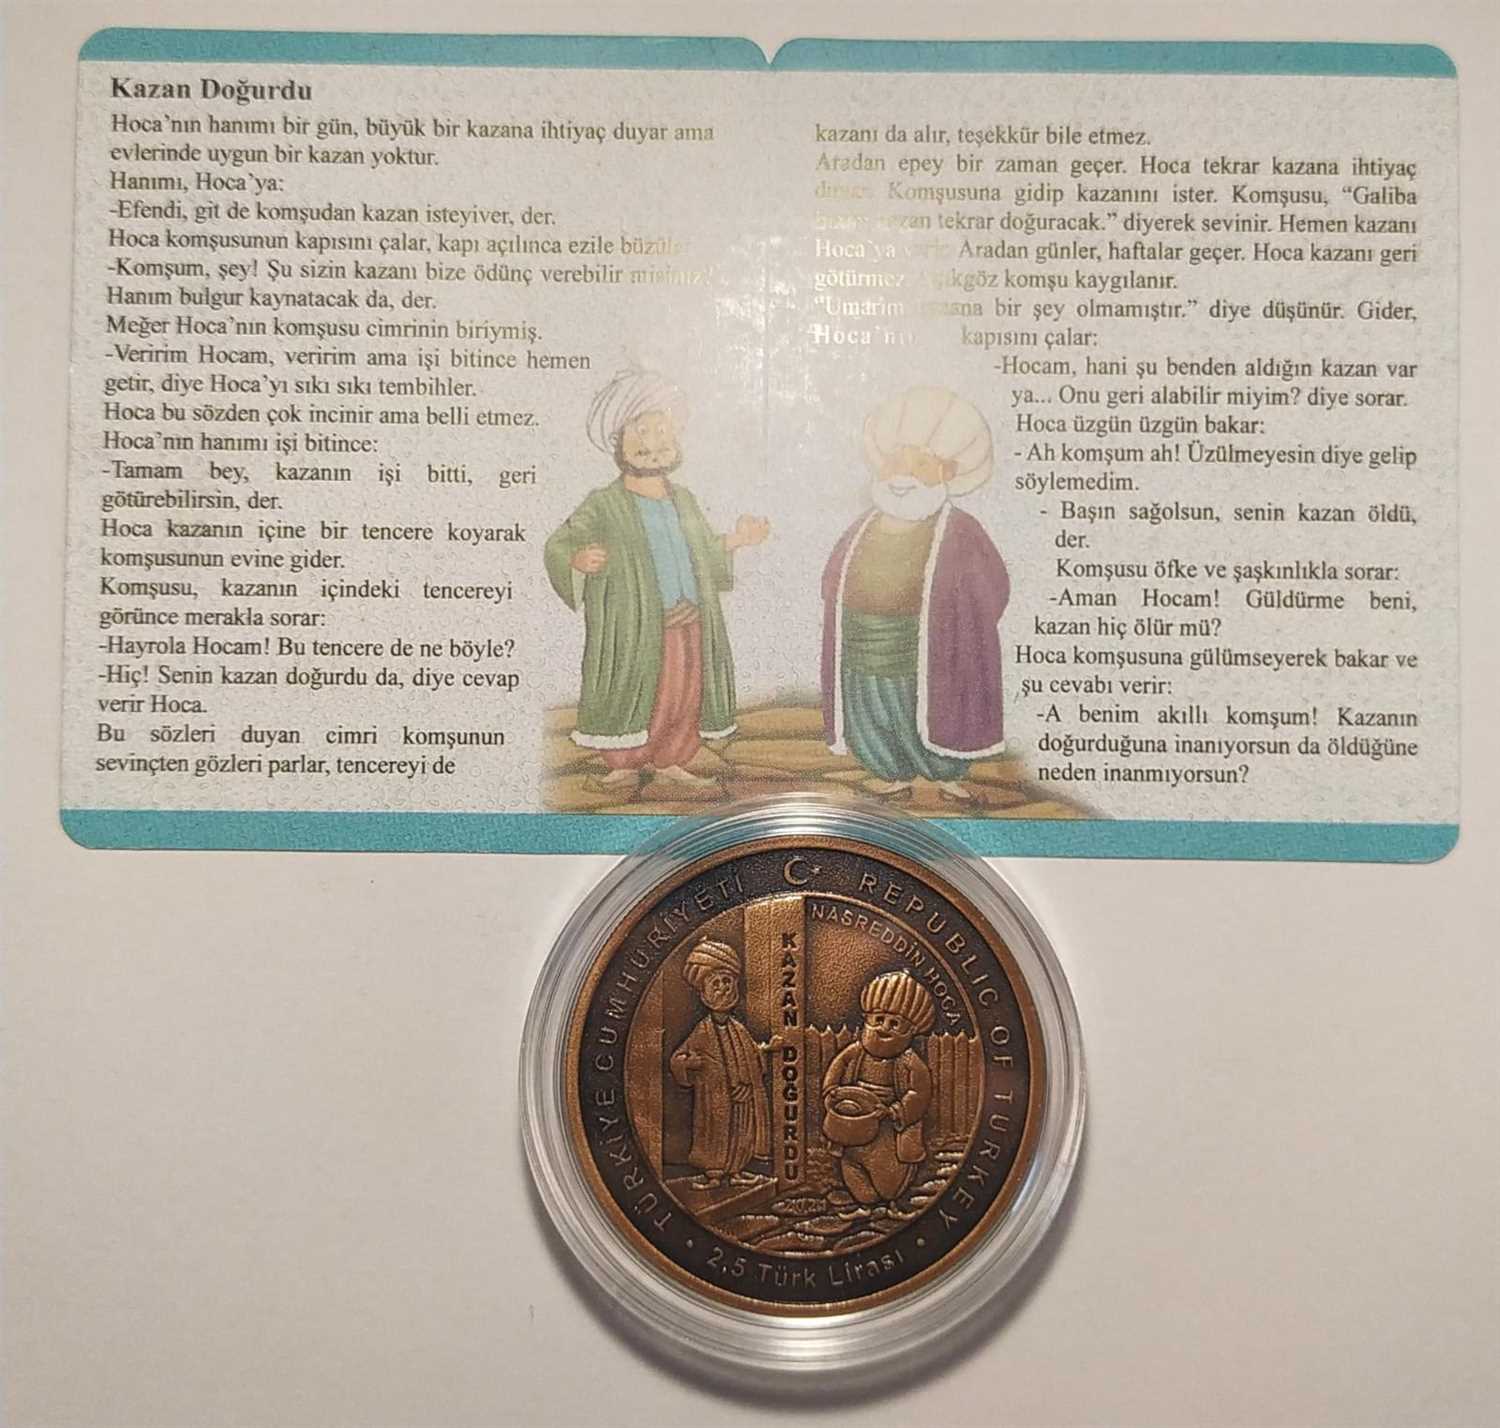 Kazan Doğurdu
Hoca’nın hanımı bir gün, büyük bir kazana ihtiyaç duyar ama
evlerinde uygun bir kazan yoktur.
Hanımı, Hoca’ya:
-Efendi, git de komşudan kazan isteyiver, der.
Hoca komşusunun kapısını çalar, kapı açılınca ezile
-Komşum, şey! Şu sizin kazanı bize ödünç verebilir misiniz?
Hanım bulgur kaynatacak da, der.
Meğer Hoca’nın komşusu cimrinin biriymiş.
-Veririm Hocam, veririm ama işi bitince hemen
getir, diye Hoca’yı sıkı sıkı tembihler.
Hoca bu sözden çok incinir ama belli etmez.
Hoca’nın hanımı işi bitince:
-Tamam bey, kazanın işi bitti, geri
götürebilirsin, der.
Hoca kazanın içine bir tencere koyarak
komşusunun evine gider.
Komşusu, kazanın içindeki tencereyi
görünce merakla sorar:
-Hayrola Hocam! Bu tencere de ne böyle?
-Hiç! Senin kazan doğurdu da, diye cevap
verir Hoca.
Bu sözleri duyan cimri komşunun
sevinçten gözleri parlar, tencereyi de
kazanı da alır, teşekkür bile etmez.
Aradan epey bir zaman geçer. Hoca tekrar kazana ihtiyaç
Komşusuna gidip kazanını ister. Komşusu, “Galiba
tekrar doğuracak.” diyerek sevinir. Hemen kazanı
Hoca’ya Aradan günler, haftalar geçer. Hoca kazanı geri
götürmez. komşu kaygılanır.
“Umarım bir şey olmamıştır.” diye düşünür. Gider,
kapısını çalar:
-Hocam, hani şu benden aldığın kazan var
ya... Onu geri alabilir miyim? diye sorar.
Hoca üzgün üzgün bakar:
- Ah komşum ah! Üzülmeyesin diye gelip
söylemedim.
- Başın sağolsun, senin kazan öldü,
der.
Komşusu öfke ve şaşkınlıkla sorar:
-Aman Hocam! Güldürme beni,
kazan hiç ölür mü?
Hoca komşusuna gülümseyerek bakar ve
şu cevabı verir:
-A benim akıllı komşum! Kazanın
doğurduğuna inanıyorsun da öldüğüne
neden inanmıyorsun?
TÜRKİYE CUMHURİYETİ REPUBLIC OF TURKEY
NASREDDİN HOCA
KAZAN DOĞURDU
• 2,5 Türk Lirası •